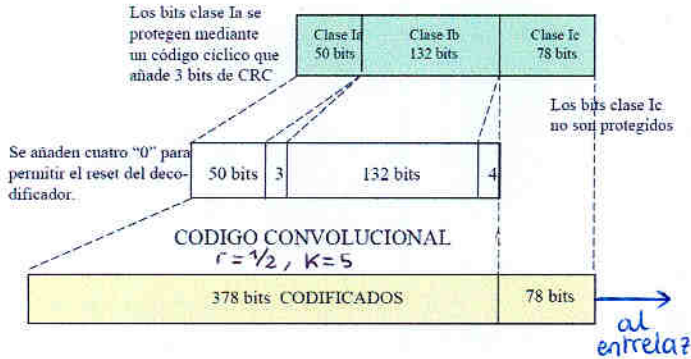 Los bits clase Ia se
protegen mediante
un código cíclico que
añade 3 bits de CRC
Clase Ia
50 bits
Clase Ib
132 bits
Clase Ic
78 bits
Los bits clase Ic
no son protegidos
Se añaden cuatro “0” para
permitir el reset del deco-
dificador.
50 bits
3
132 bits
4
CODIGO CONVOLUCIONAL
r = 1/2, K=5
378 bits CODIFICADOS
78 bits
al
entrelaz